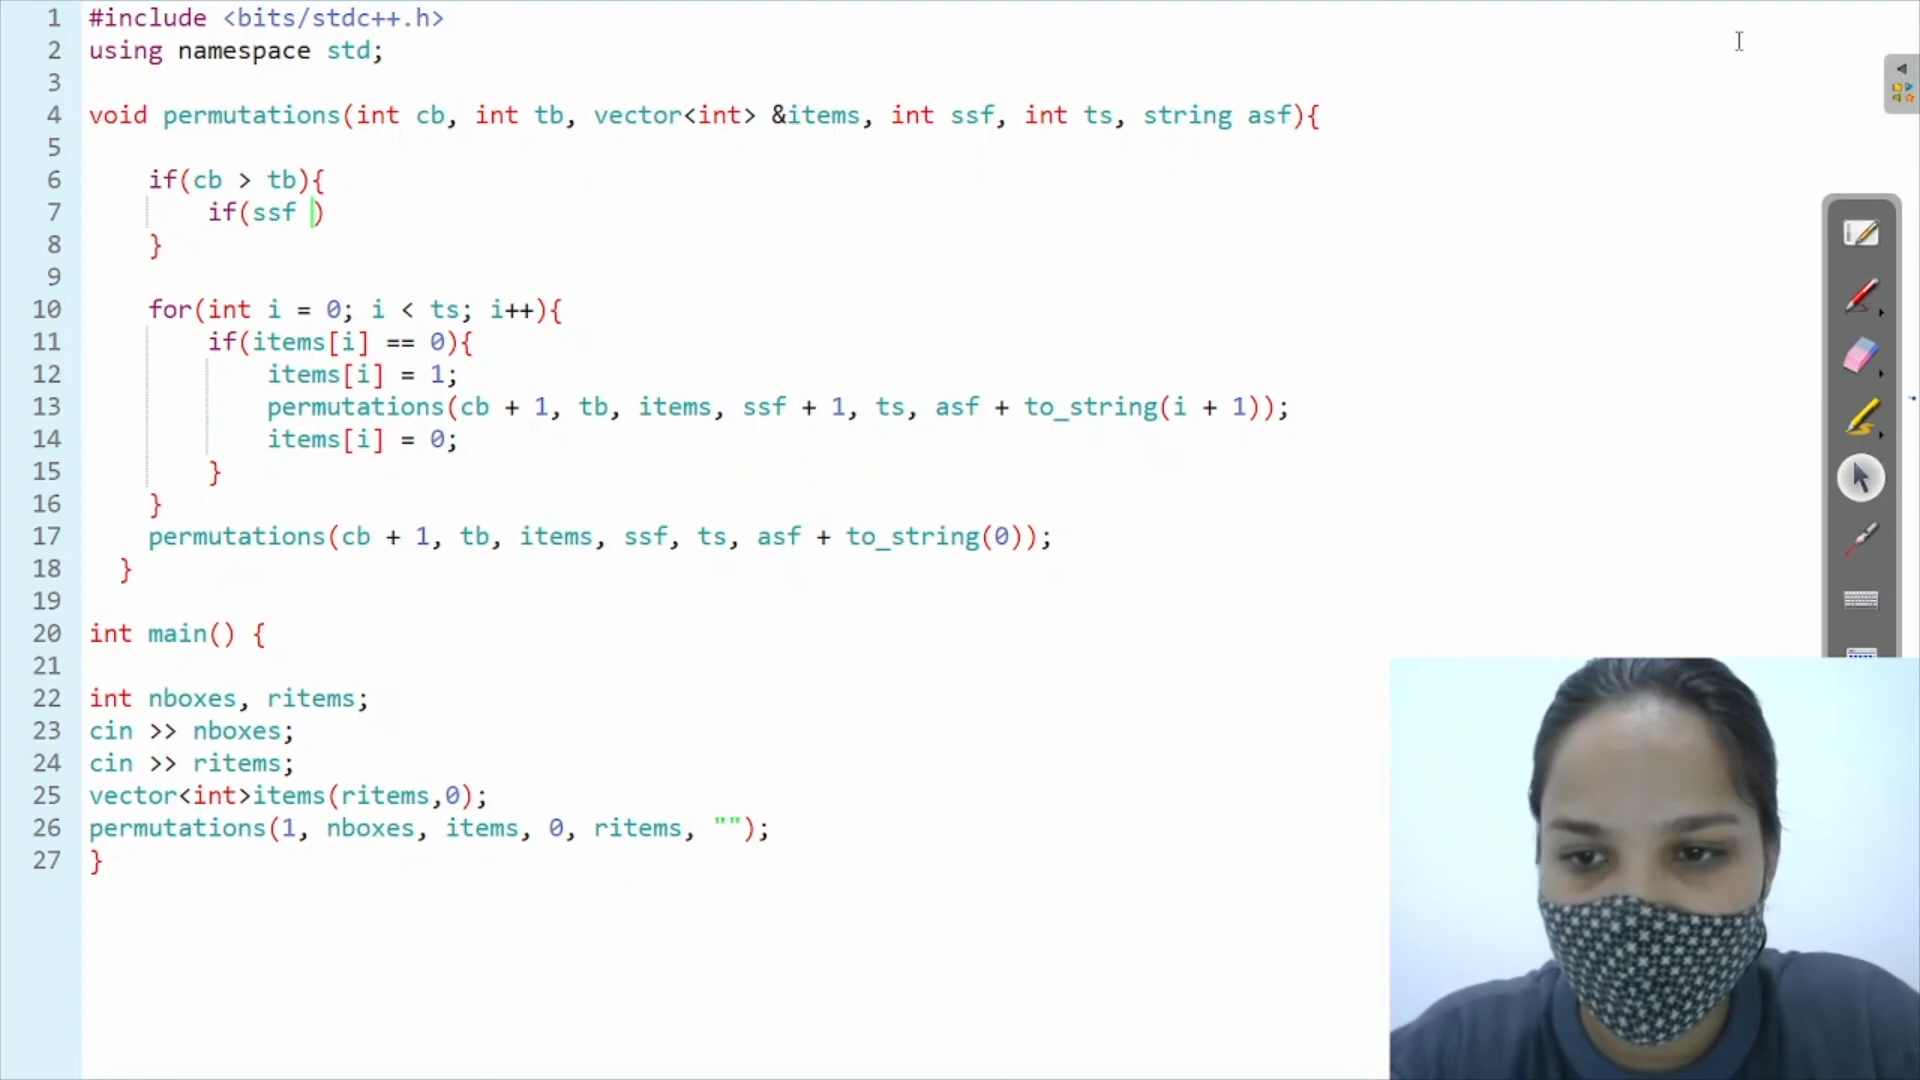 1 #include <bits/stdc++.h>
2 using namespace std;
3
4 void permutations(int cb, int tb, vector<int> &items, int ssf, int ts, string asf){
5
6 if(cb > tb){
7 if(ssf )
8 }
9
10 for(int i = 0; i < ts; i++){
11 if(items[i] == 0){
12 items[i] = 1;
13 permutations(cb + 1, tb, items, ssf + 1, ts, asf + to_string(i + 1));
14 items[i] = 0;
15 }
16 }
17 permutations(cb + 1, tb, items, ssf, ts, asf + to_string(0));
18 }
19
20 int main() {
21
22 int nboxes, ritems;
23 cin >> nboxes;
24 cin >> ritems;
25 vector<int>items(ritems,0);
26 permutations(1, nboxes, items, 0, ritems, "");
27 }